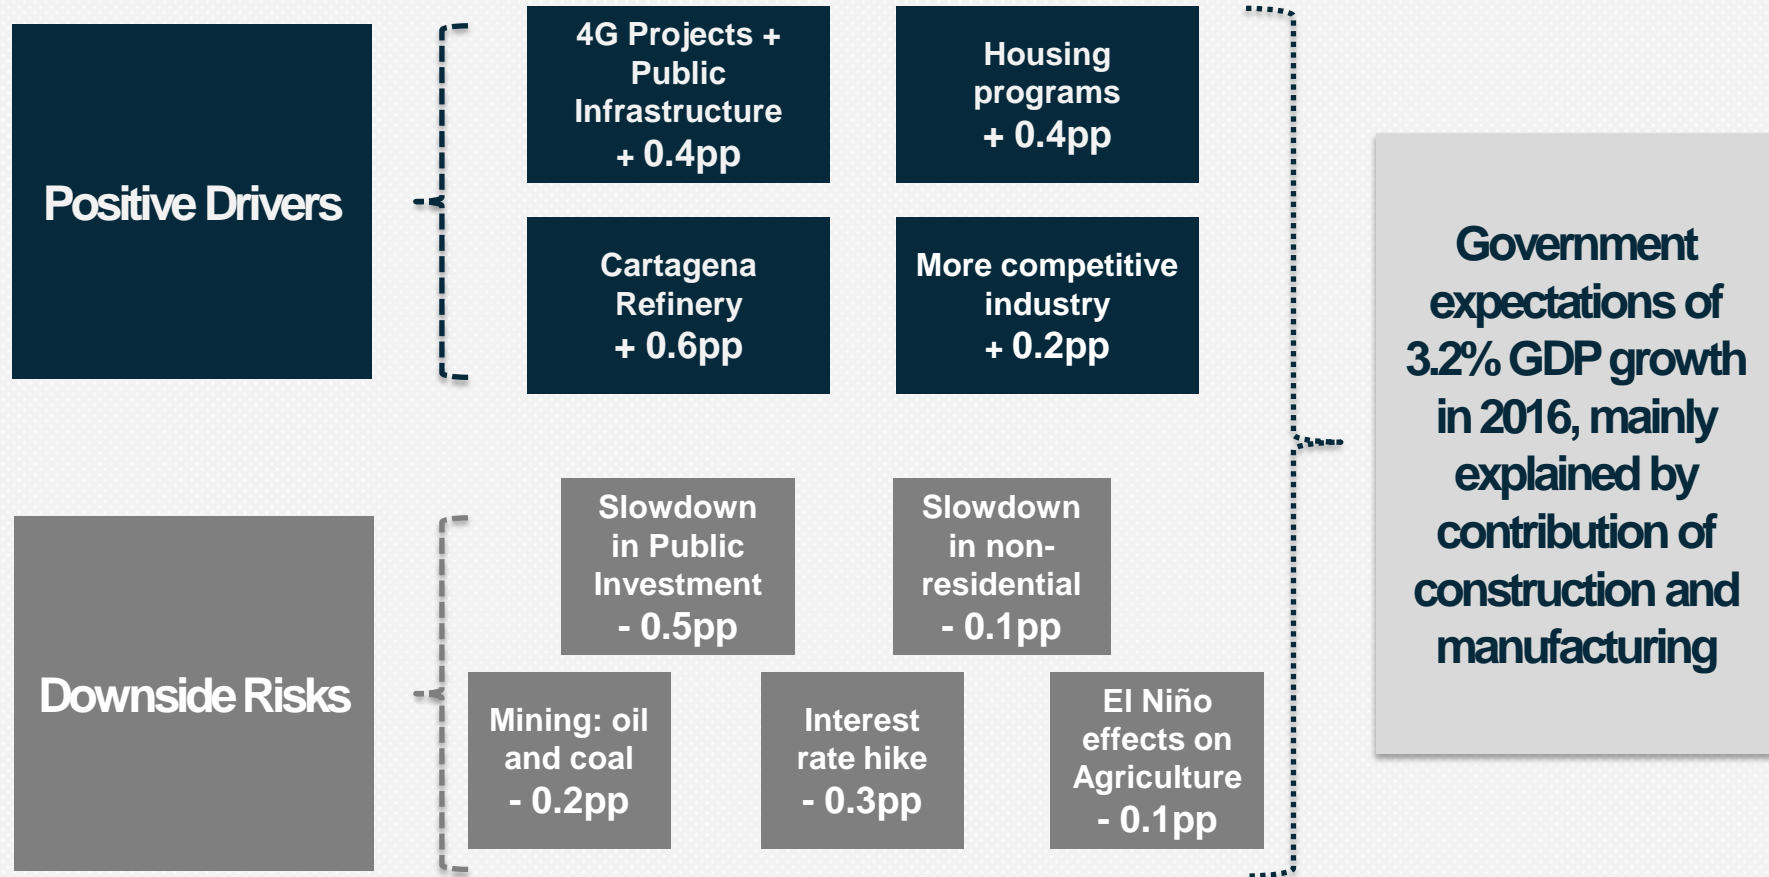 Positive Drivers
4G Projects +
Public
Infrastructure
+ 0.4pp
Housing
programs
+ 0.4pp
Cartagena
Refinery
+ 0.6pp
More competitive
industry
+ 0.2pp
Downside Risks
Slowdown
in Public
Investment
- 0.5pp
Slowdown
in non-
residential
- 0.1pp
Mining: oil
and coal
- 0.2pp
Interest
rate hike
- 0.3pp
El Niño
effects on
Agriculture
- 0.1pp
Government
expectations of
3.2% GDP growth
in 2016, mainly
explained by
contribution of
construction and
manufacturing